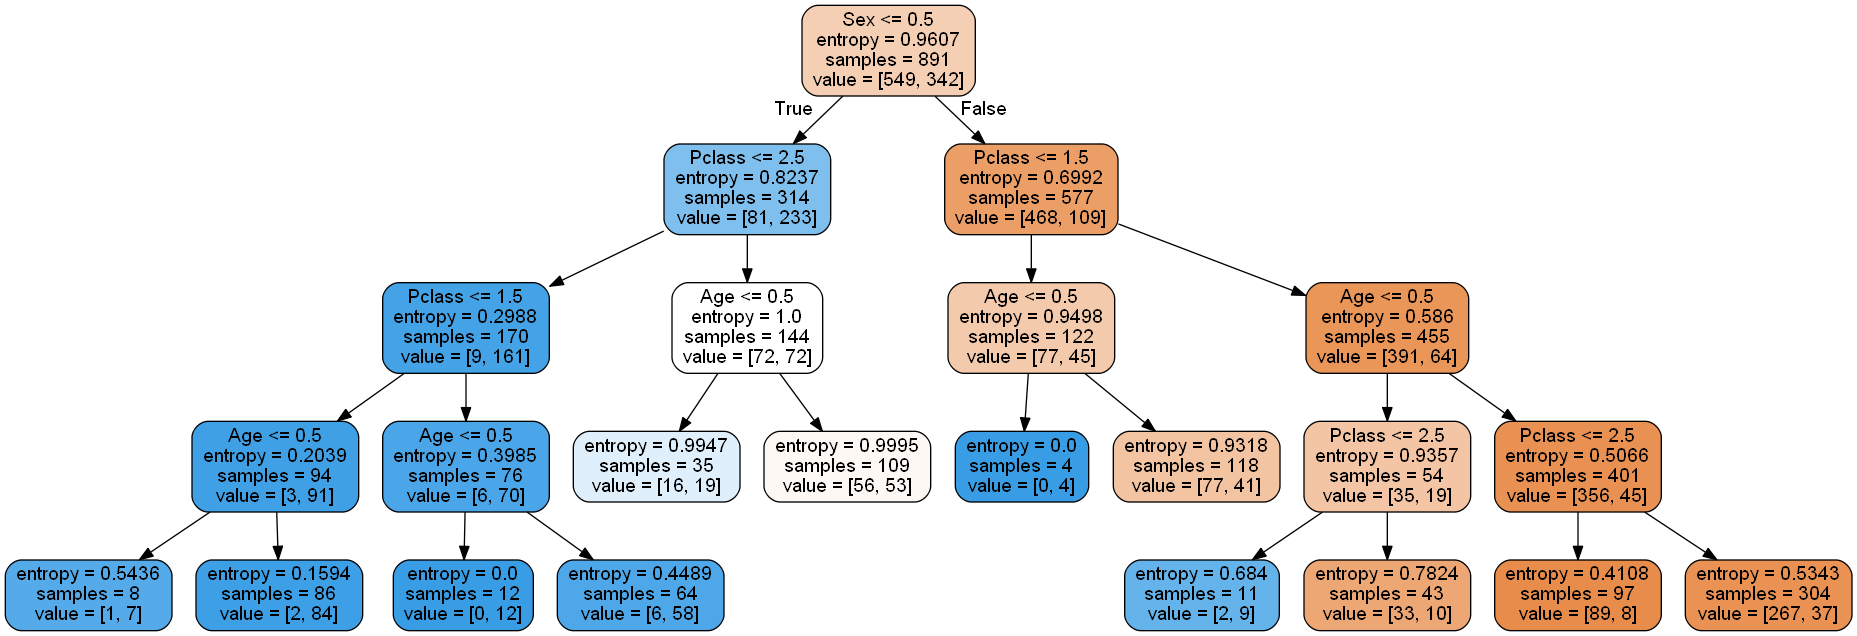 Sex <= 0.5
entropy = 0.9607
samples = 891
value = [549, 342]
True
False
Pclass <= 2.5
entropy = 0.8237
samples = 314
value = [81, 233]
Pclass <= 1.5
entropy = 0.6992
samples = 577
value = [468, 109]
Pclass <= 1.5
entropy = 0.2988
samples = 170
value = [9, 161]
Age <= 0.5
entropy = 1.0
samples = 144
value = [72, 72]
Age <= 0.5
entropy = 0.9498
samples = 122
value = [77, 45]
Age <= 0.5
entropy = 0.586
samples = 455
value = [391, 64]
Age <= 0.5
entropy = 0.2039
samples = 94
value = [3, 91]
Age <= 0.5
entropy = 0.3985
samples = 76
value = [6, 70]
entropy = 0.9947
samples = 35
value = [16, 19]
entropy = 0.9995
samples = 109
value = [56, 53]
entropy = 0.0
samples = 4
value = [0, 4]
entropy = 0.9318
samples = 118
value = [77, 41]
Pclass <= 2.5
entropy = 0.9357
samples = 54
value = [35, 19]
Pclass <= 2.5
entropy = 0.5066
samples = 401
value = [356, 45]
entropy = 0.5436
samples = 8
value = [1, 7]
entropy = 0.1594
samples = 86
value = [2, 84]
entropy = 0.0
samples = 12
value = [0, 12]
entropy = 0.4489
samples = 64
value = [6, 58]
entropy = 0.684
samples = 11
value = [2, 9]
entropy = 0.7824
samples = 43
value = [33, 10]
entropy = 0.4108
samples = 97
value = [89, 8]
entropy = 0.5343
samples = 304
value = [267, 37]